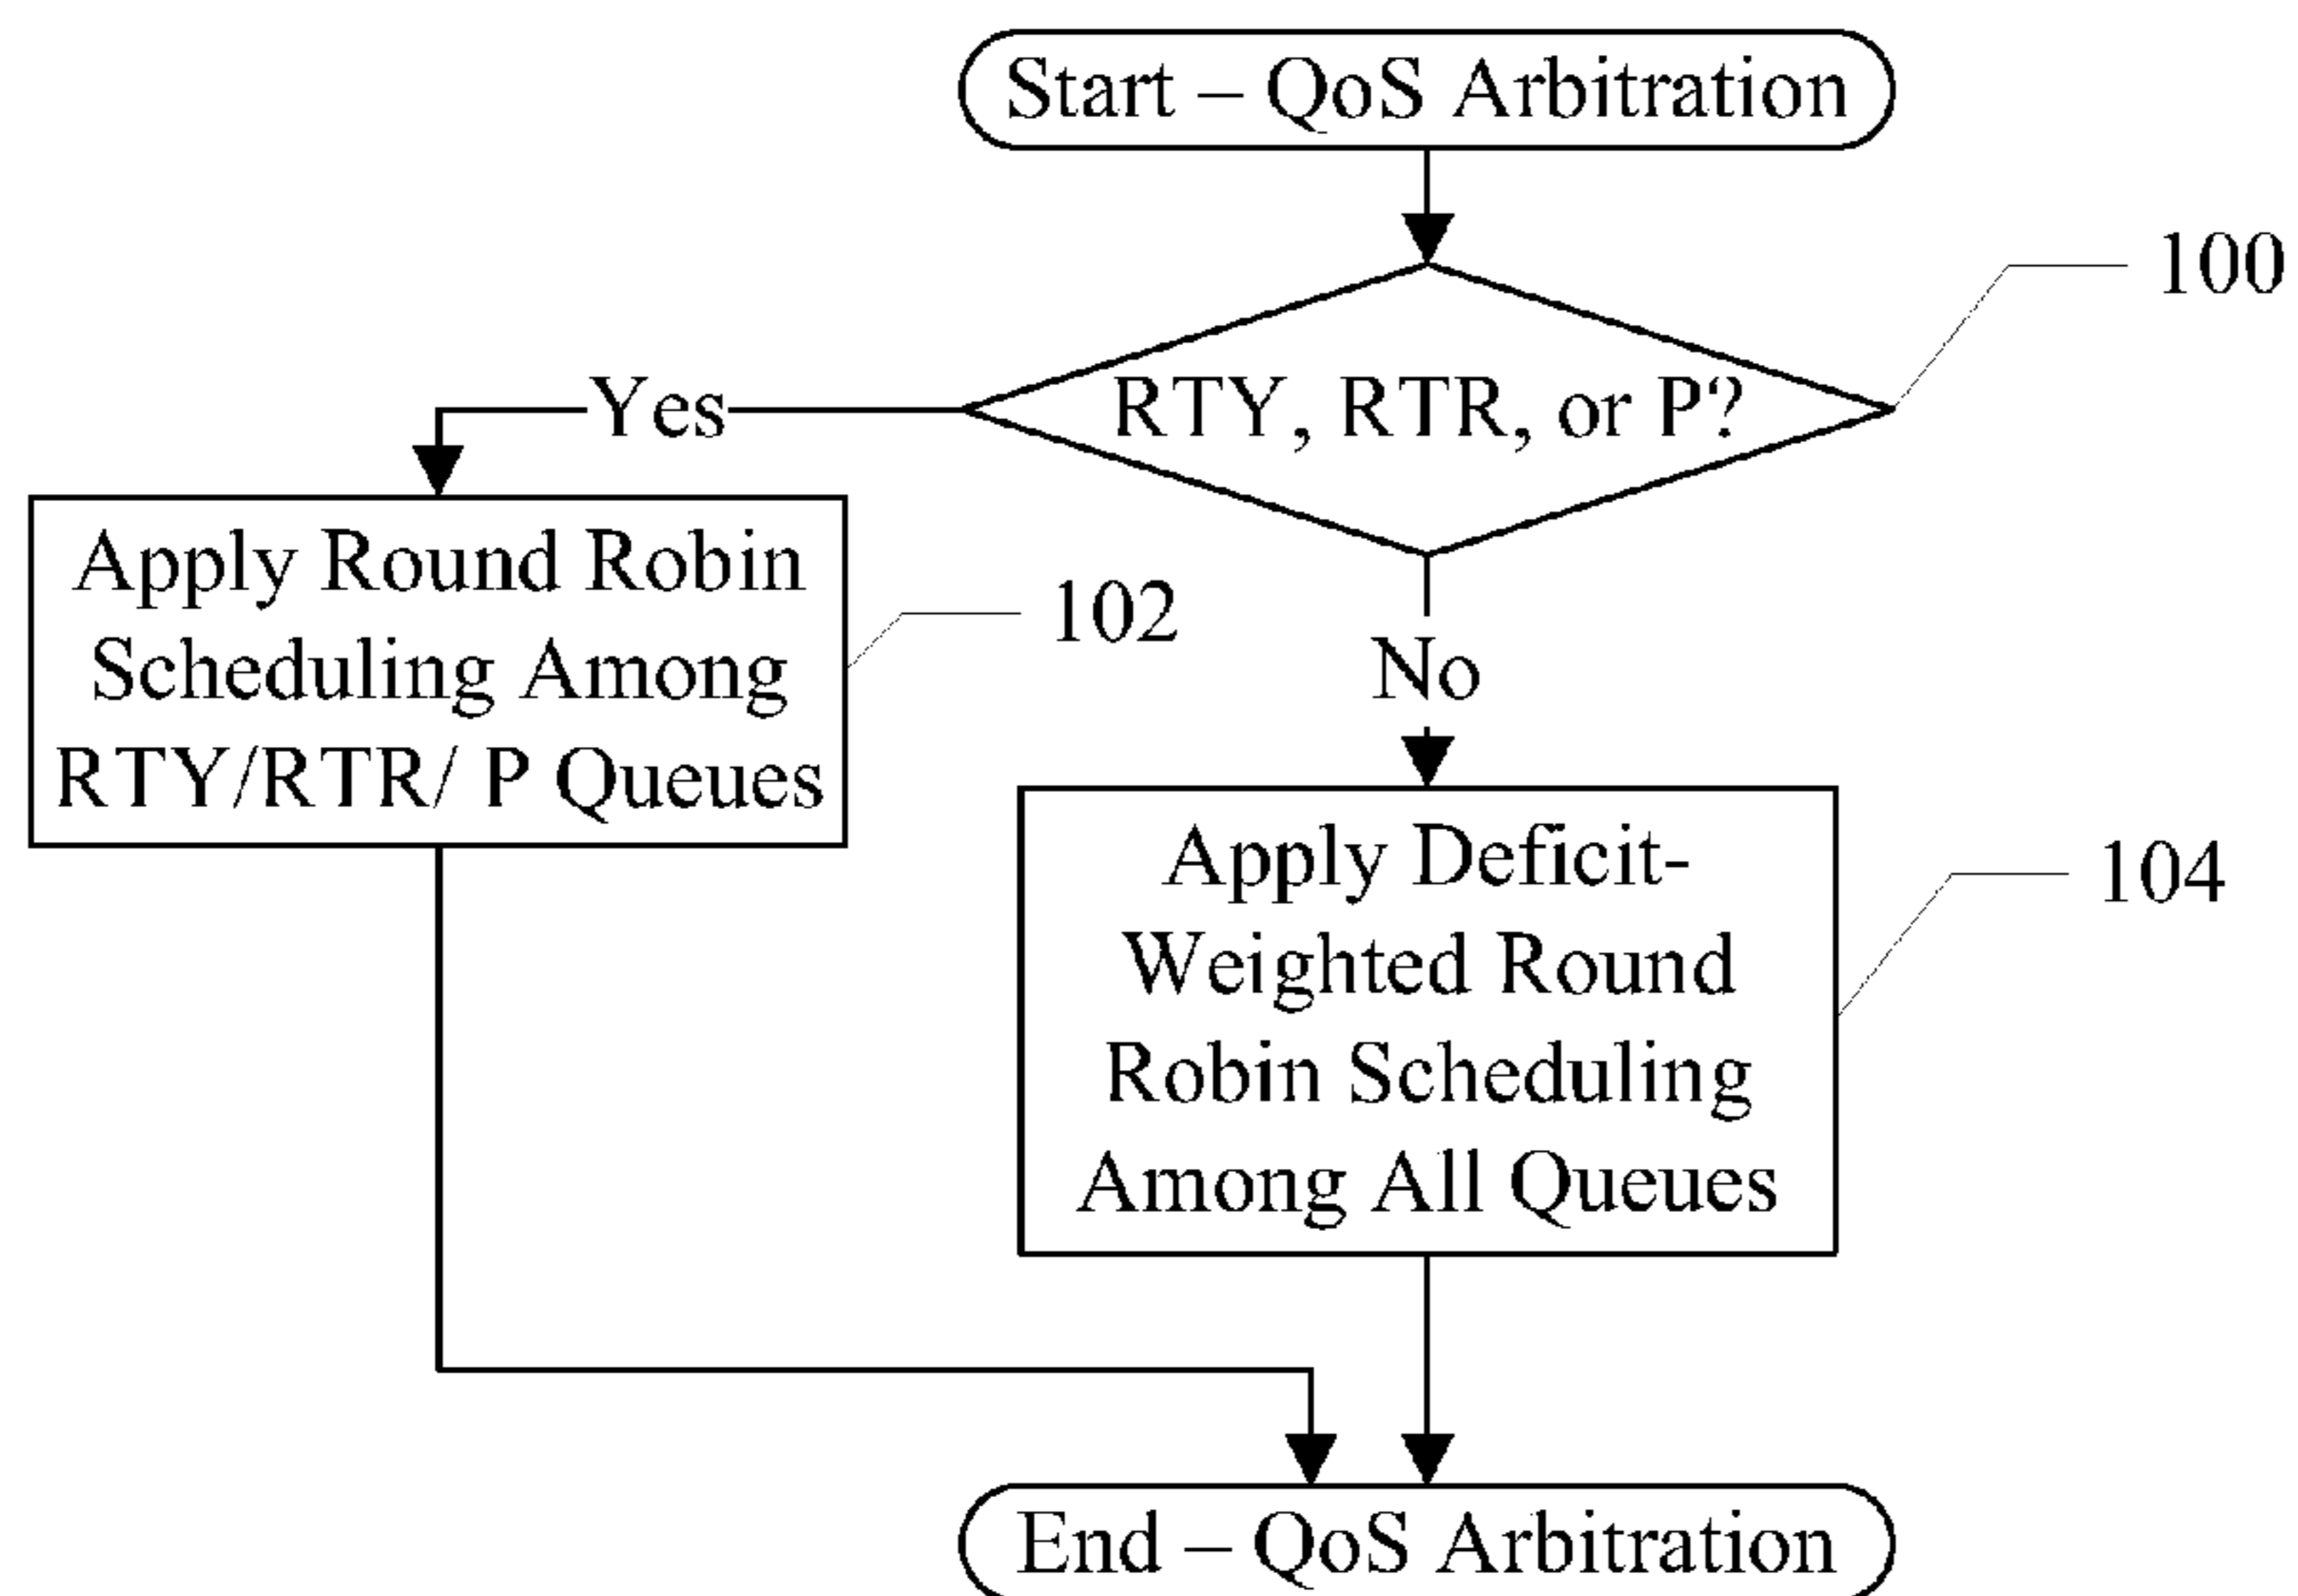 Start – QoS Arbitration
100
RTY, RTR, or P?
Yes
Apply Round Robin
Scheduling Among
RTY/RTR/ P Queues
102
No
Apply Deficit-
Weighted Round
Robin Scheduling
Among All Queues
104
End – QoS Arbitration